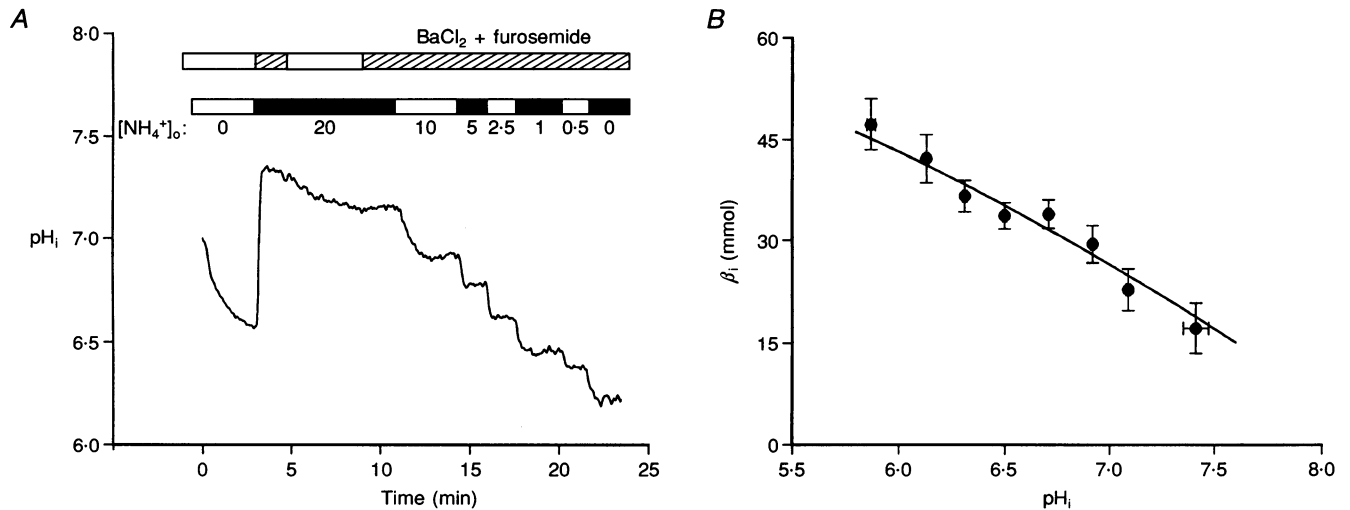 A
BaCl₂ + furosemide
[NH₄⁺]ₒ: 0 20 10 5 2·5 1 0·5 0
8·0
7·5
7·0
6·5
6·0
pHᵢ
0 5 10 15 20 25
Time (min)
B
60
45
30
15
0
βᵢ (mmol)
5·5 6·0 6·5 7·0 7·5 8·0
pHᵢ